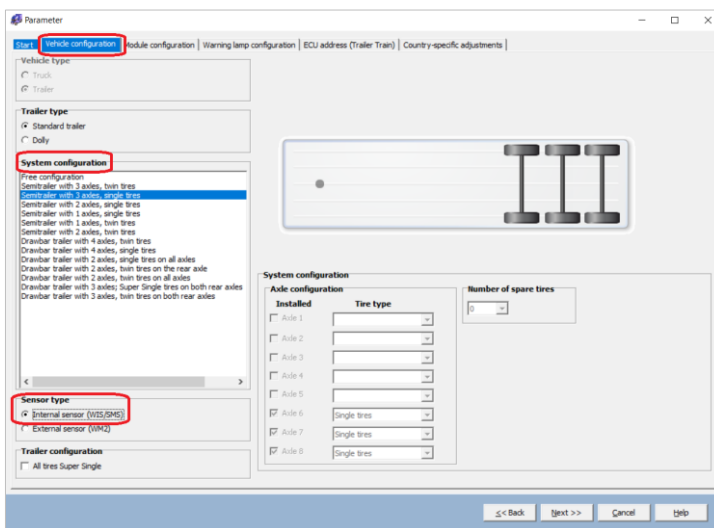 Parameter
Start
Vehicle configuration
Module configuration
Warning lamp configuration
ECU address (Trailer Train)
Country-specific adjustments
Vehicle type
Truck
Trailer
Trailer type
Standard trailer
Dolly
System configuration
Free configuration
Semitrailer with 3 axles, twin tires
Semitrailer with 3 axles, single tires
Semitrailer with 2 axles, single tires
Semitrailer with 1 axles, single tires
Semitrailer with 1 axles, twin tires
Semitrailer with 2 axles, twin tires
Drawbar trailer with 4 axles, twin tires
Drawbar trailer with 4 axles, single tires
Drawbar trailer with 2 axles, single tires on all axles
Drawbar trailer with 2 axles, twin tires on the rear axle
Drawbar trailer with 2 axles, twin tires on all axles
Drawbar trailer with 3 axles; Super Single tires on both rear axles
Drawbar trailer with 3 axles, twin tires on both rear axles
Sensor type
Internal sensor (WIS/SMS)
External sensor (WM2)
Trailer configuration
All tires Super Single
System configuration
Axle configuration
Installed Tire type
Axle 1
Axle 2
Axle 3
Axle 4
Axle 5
Axle 6 Single tires
Axle 7 Single tires
Axle 8 Single tires
Number of spare tires
0
<< Back
Next >>
Cancel
Help